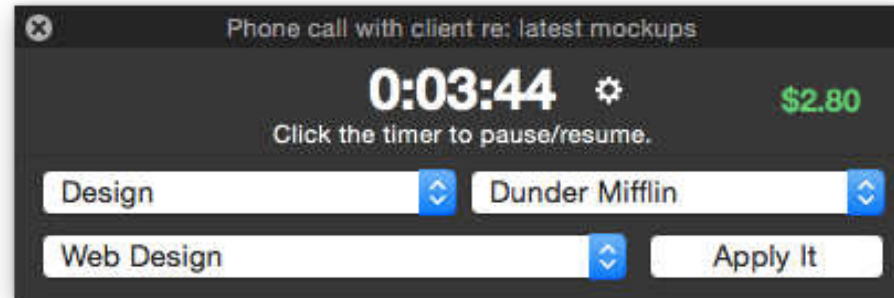 Phone call with client re: latest mockups
0:03:44 $2.80
Click the timer to pause/resume.
Design Dunder Mifflin
Web Design Apply It